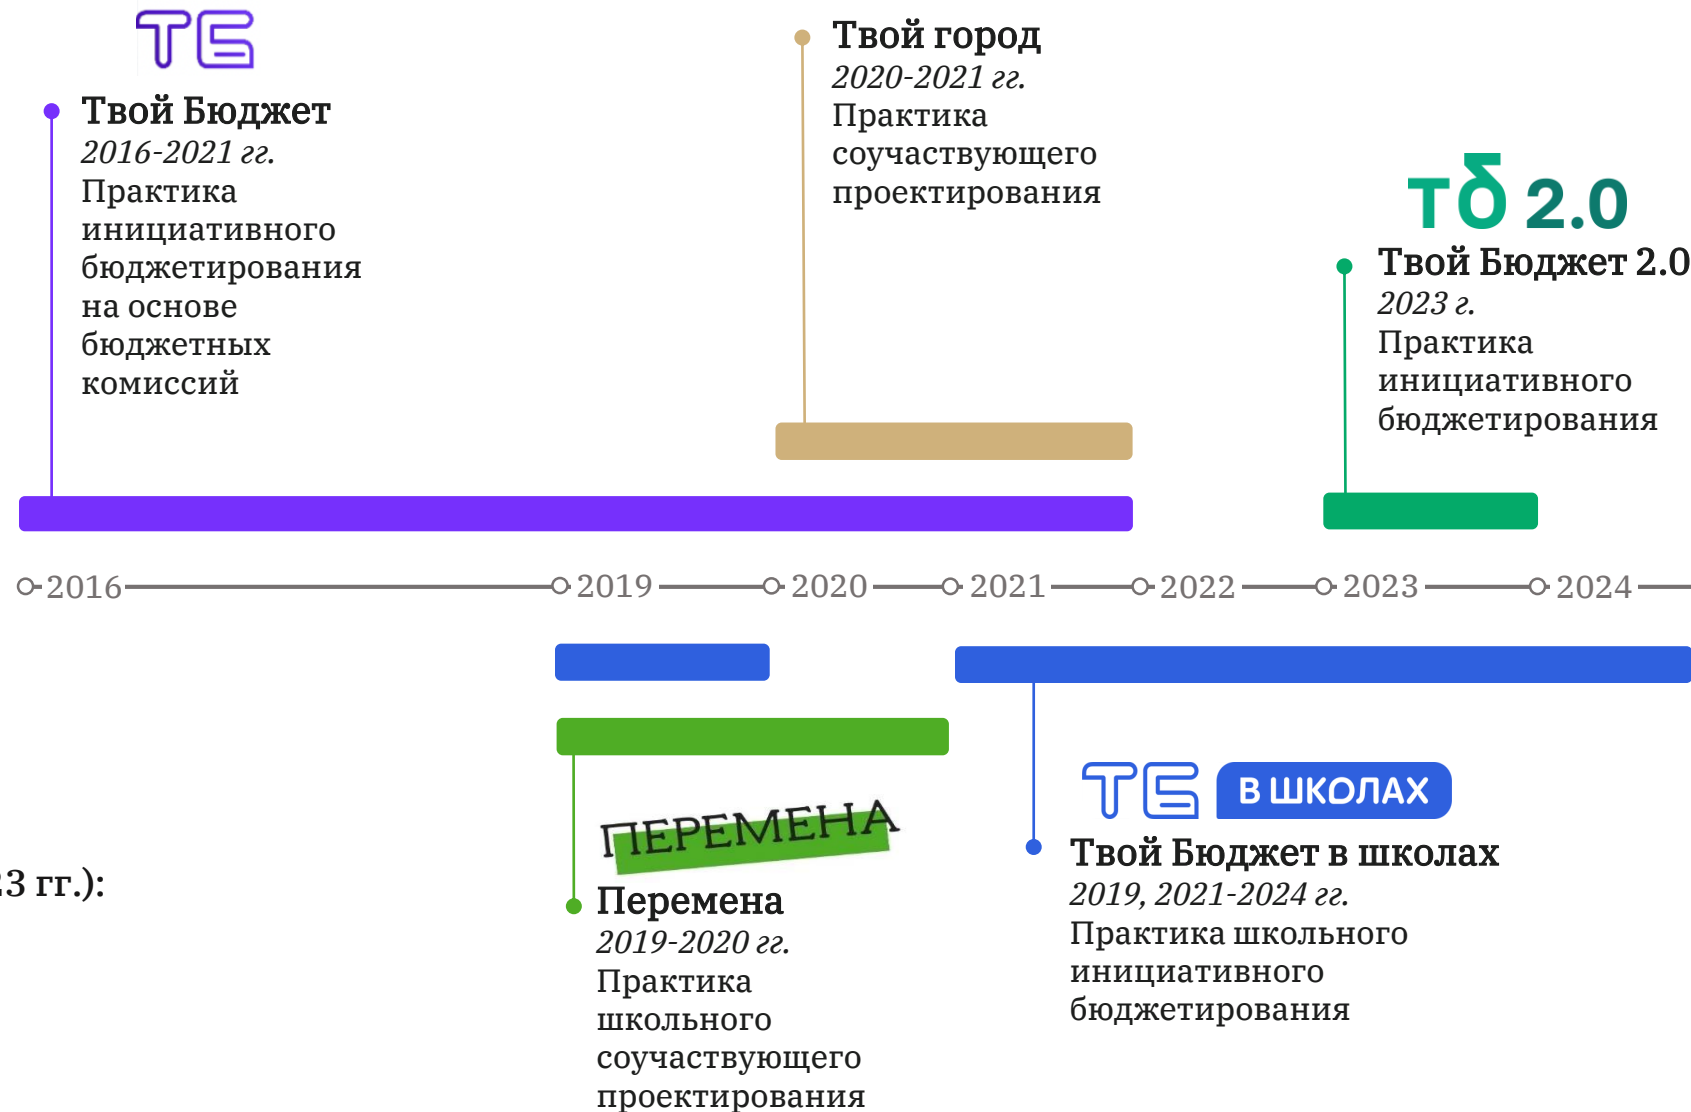 ТБ
Твой Бюджет
2016-2021 гг.
Практика
инициативного
бюджетирования
на основе
бюджетных
комиссий
Твой город
2020-2021 гг.
Практика
соучаствующего
проектирования
тб 2.0
Твой Бюджет 2.0
2023 г.
Практика
инициативного
бюджетирования
2016 2019 2020 2021 2022 2023 2024
3 гг.):
ПЕРЕМЕНА
Перемена
2019-2020 гг.
Практика
школьного
соучаствующего
проектирования
ТБ В ШКОЛАХ
Твой Бюджет в школах
2019, 2021-2024 гг.
Практика школьного
инициативного
бюджетирования